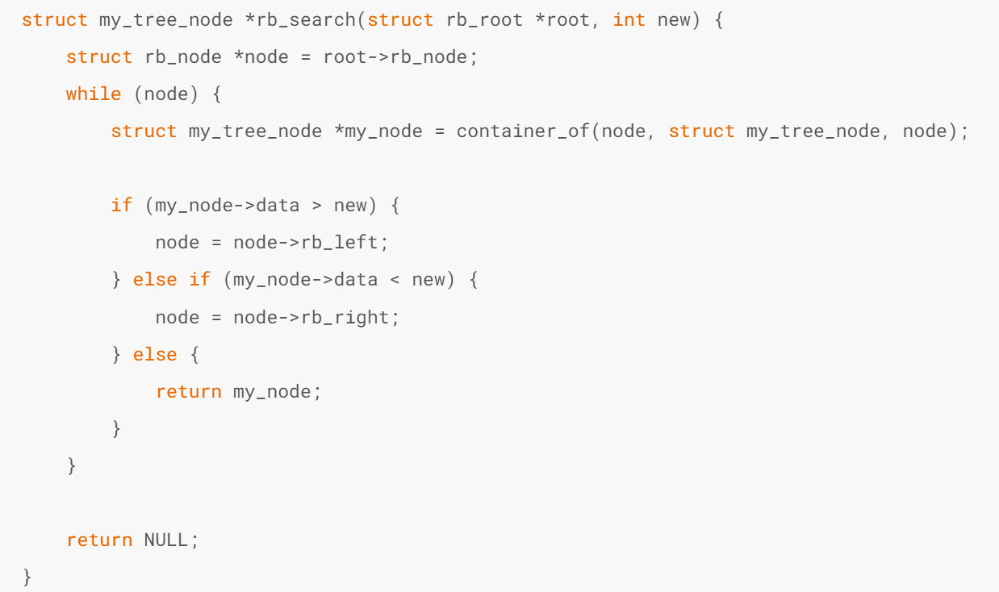 struct my_tree_node *rb_search(struct rb_root *root, int new) {
    struct rb_node *node = root->rb_node;
    while (node) {
        struct my_tree_node *my_node = container_of(node, struct my_tree_node, node);
        if (my_node->data > new) {
            node = node->rb_left;
        } else if (my_node->data < new) {
            node = node->rb_right;
        } else {
            return my_node;
        }
    }
    return NULL;
}